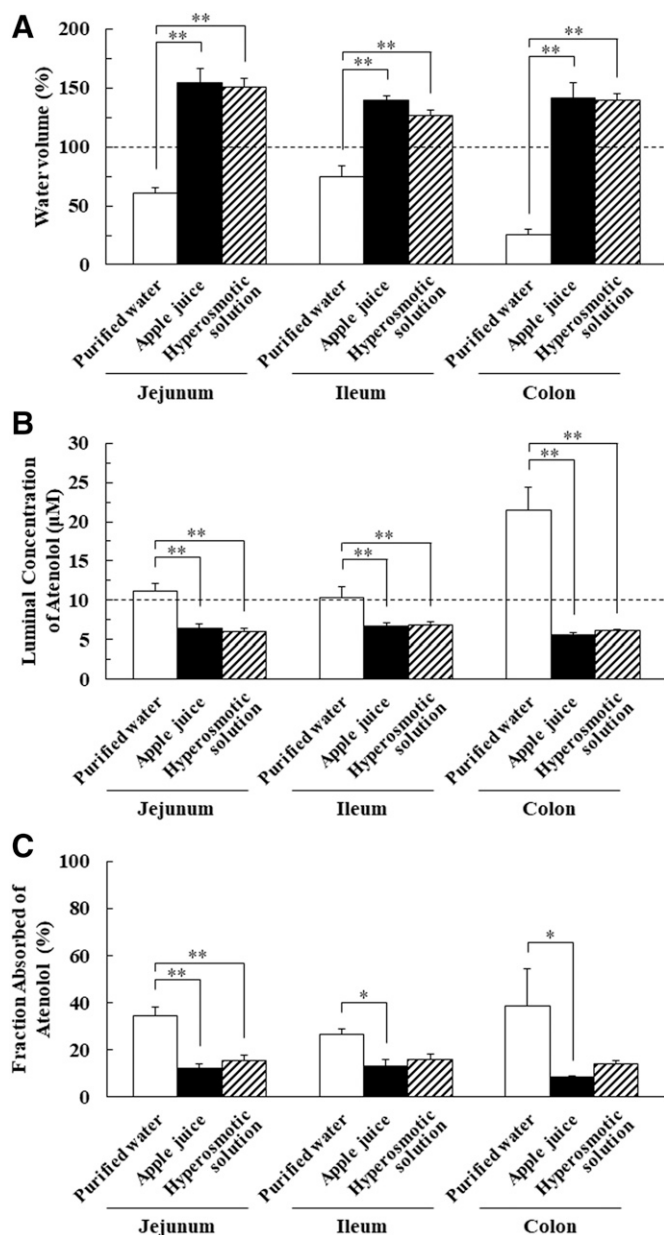 A
200
**
**
**
**
**
**
150
100
50
0
Water volume (%)
Purified water
Apple juice
Hyperosmotic
solution
Purified water
Apple juice
Hyperosmotic
solution
Purified water
Apple juice
Hyperosmotic
solution
Jejunum
Ileum
Colon
B
30
25
20
15
10
5
0
**
**
**
**
**
**
Luminal Concentration
of Atenolol (μM)
Purified water
Apple juice
Hyperosmotic
solution
Purified water
Apple juice
Hyperosmotic
solution
Purified water
Apple juice
Hyperosmotic
solution
Jejunum
Ileum
Colon
C
100
80
60
40
20
0
**
**
*
*
Fraction Absorbed of
Atenolol (%)
Purified water
Apple juice
Hyperosmotic
solution
Purified water
Apple juice
Hyperosmotic
solution
Purified water
Apple juice
Hyperosmotic
solution
Jejunum
Ileum
Colon